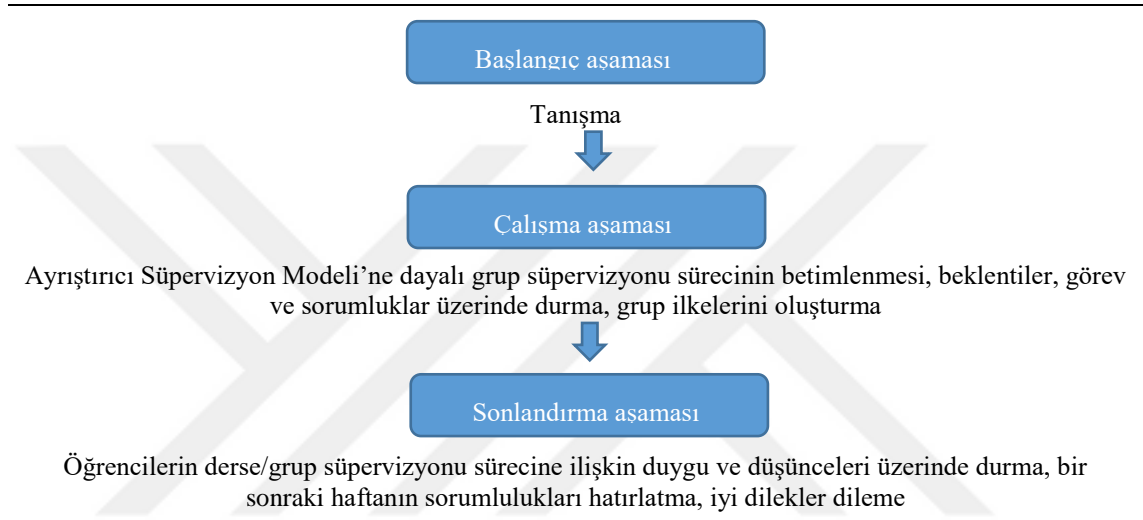 Başlangıç aşaması
Tanışma
Çalışma aşaması
Ayrıştırıcı Süpervizyon Modeli’ne dayalı grup süpervizyonu sürecinin betimlenmesi, beklentiler, görev
ve sorumluklar üzerinde durma, grup ilkelerini oluşturma
Sonlandırma aşaması
Öğrencilerin derse/grup süpervizyonu sürecine ilişkin duygu ve düşünceleri üzerinde durma, bir
sonraki haftanın sorumlulukları hatırlatma, iyi dilekler dileme